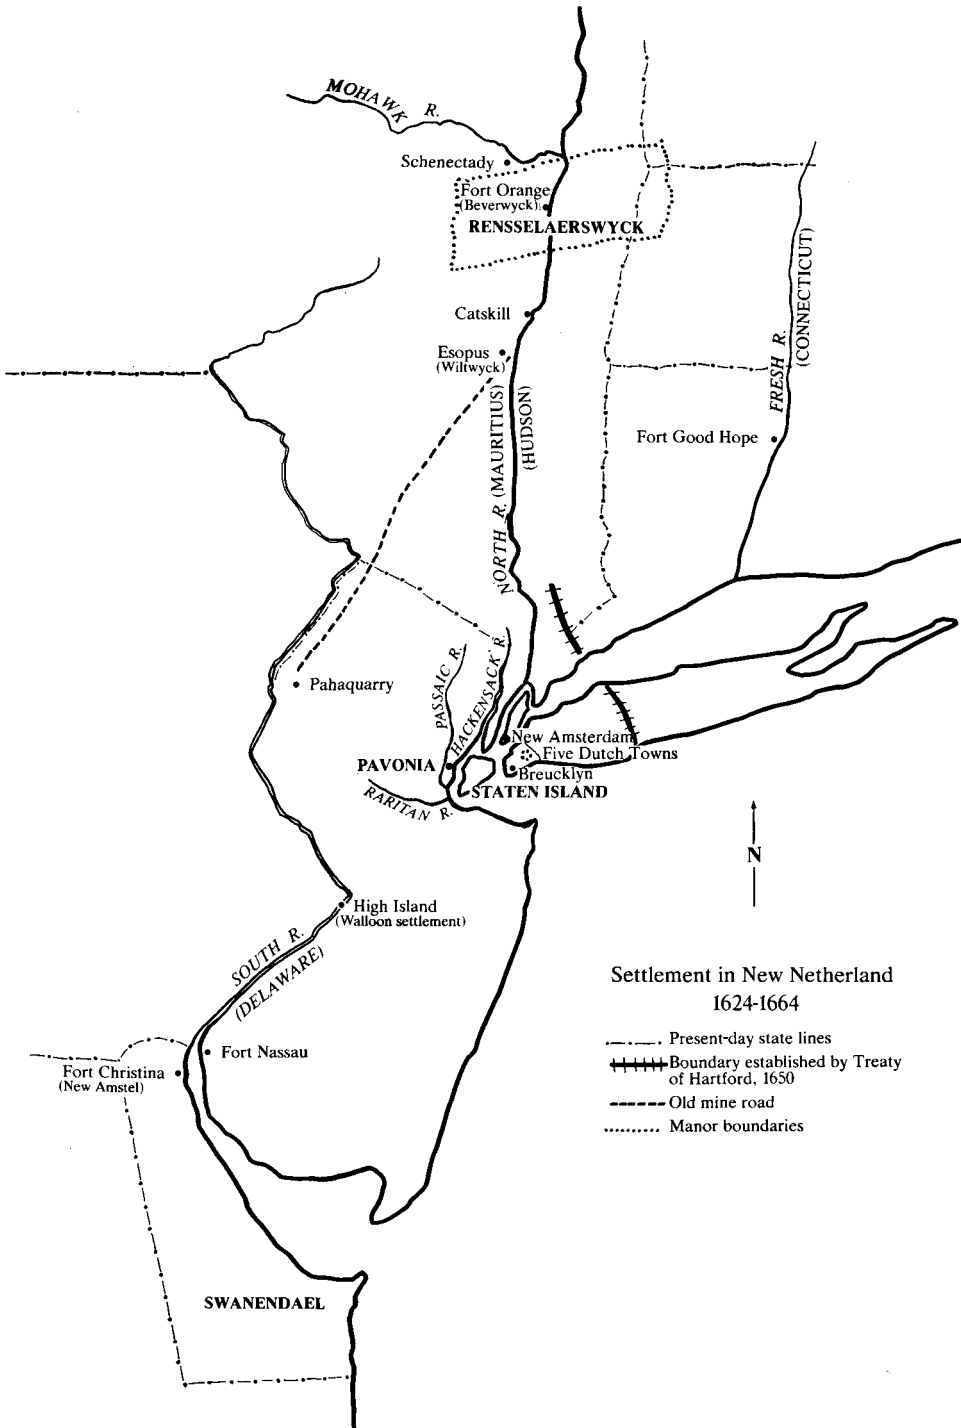 MOHAWK R.
Schenectady
Fort Orange
(Beverwyck)
RENSSELAERSWYCK
Catskill
Esopus
(Wiltwyck)
FRESH R.
(CONNECTICUT)
Fort Good Hope
NORTH R. (MAURITIUS)
(HUDSON)
Pahaquarry
PASSAIC R.
HACKENSACK R.
New Amsterdam
Five Dutch Towns
PAVONIA
Breucklyn
STATEN ISLAND
RARITAN R.
N
High Island
(Walloon settlement)
SOUTH R.
(DELAWARE)
Settlement in New Netherland
1624-1664
Present-day state lines
Boundary established by Treaty
of Hartford, 1650
Old mine road
Manor boundaries
Fort Nassau
Fort Christina
(New Amstel)
SWANENDAEL